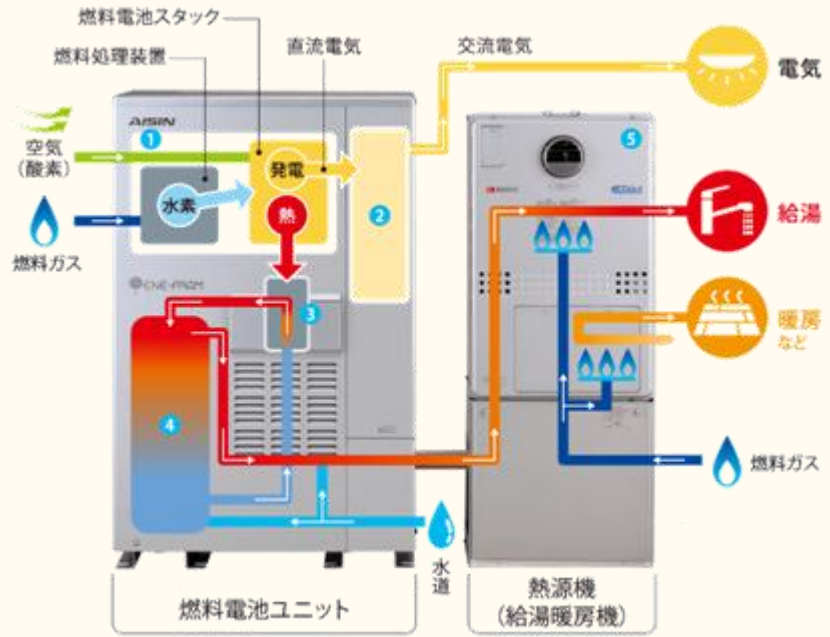 燃料電池スタック
燃料処理装置
直流電気
交流電気
電気
AISIN
1
5
空気
(酸素)
発電
水素
2
熱
給湯
燃料ガス
ENE-FARM
3
暖房
など
4
燃料ガス
水道
燃料電池ユニット
熱源機
(給湯暖房機)